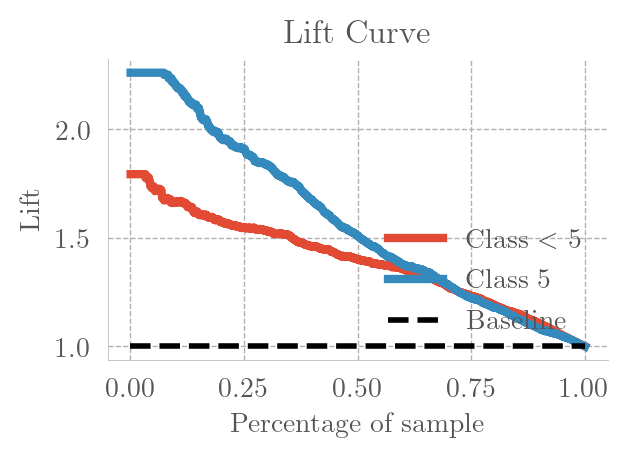 Lift Curve
2.0
1.5
1.0
Lift
Class < 5
Class 5
Baseline
0.00 0.25 0.50 0.75 1.00
Percentage of sample